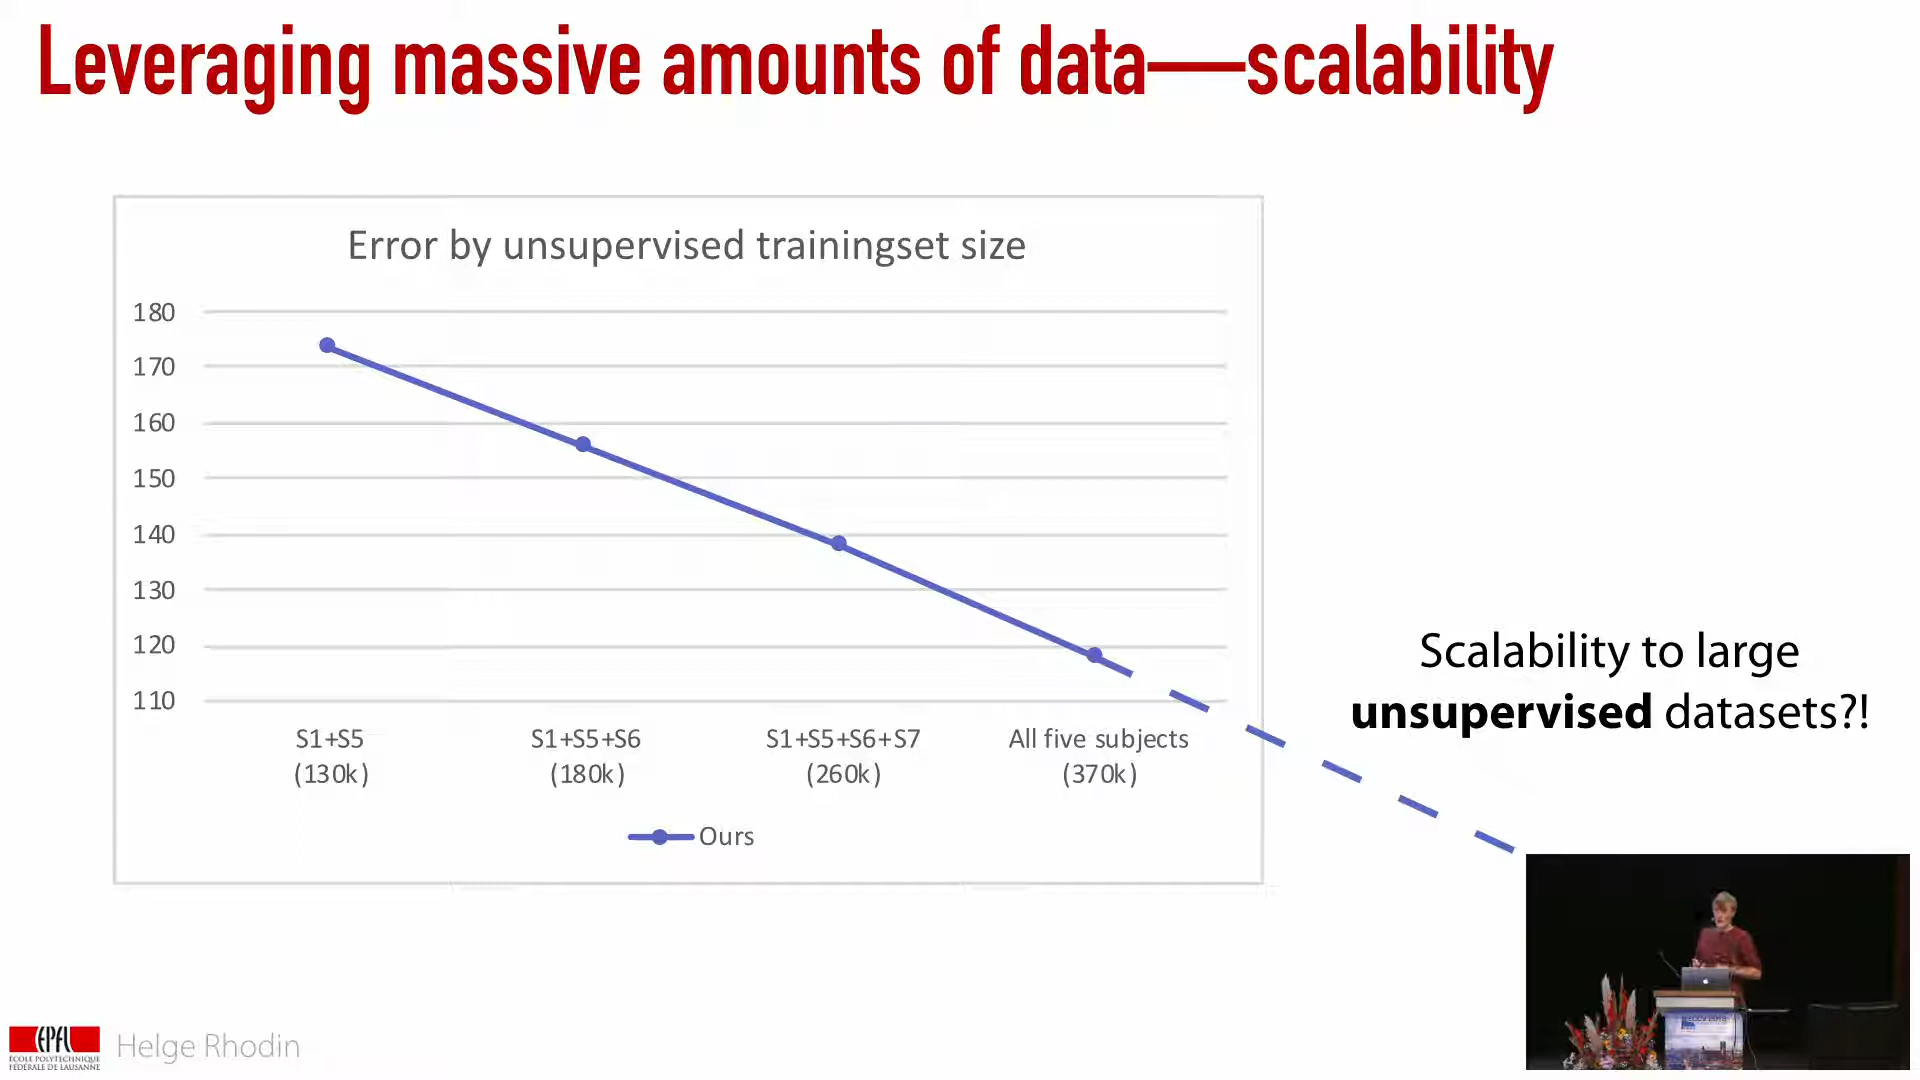 Leveraging massive amounts of data—scalability
Error by unsupervised trainingset size
180
170
160
150
140
130
120
110
S1+S5
(130k)
S1+S5+S6
(180k)
S1+S5+S6+S7
(260k)
All five subjects
(370k)
Ours
Scalability to large
unsupervised datasets?!
EPFL
ÉCOLE POLYTECHNIQUE
FÉDÉRALE DE LAUSANNE
Helge Rhodin